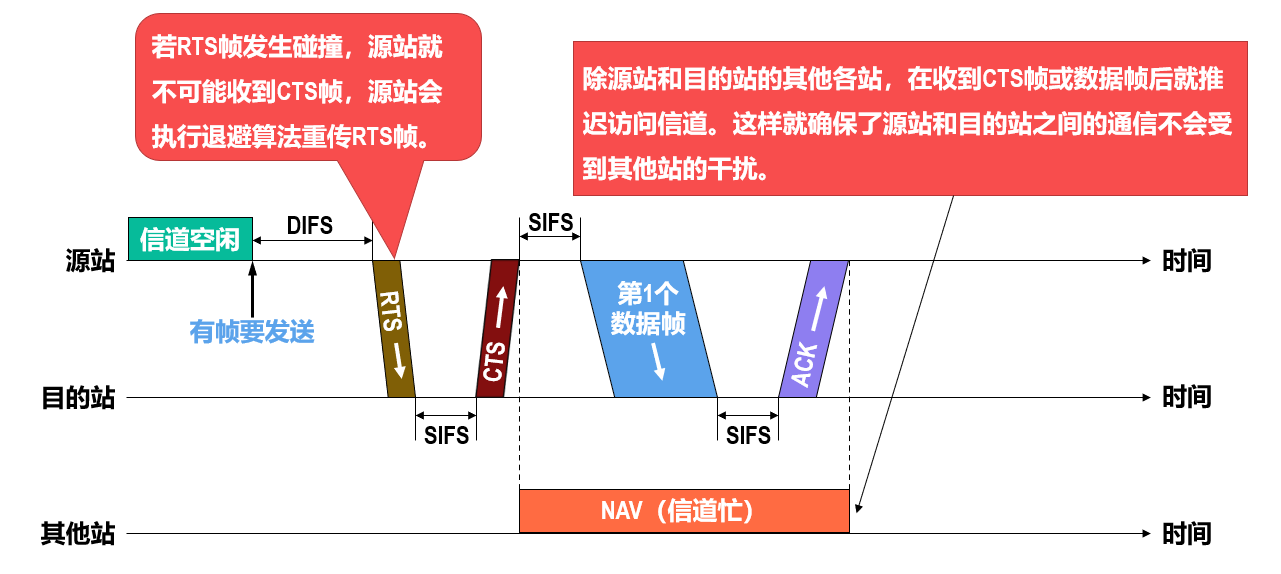 若RTS帧发生碰撞，源站就
不可能收到CTS帧，源站会
执行退避算法重传RTS帧。
除源站和目的站的其他各站，在收到CTS帧或数据帧后就推
迟访问信道。这样就确保了源站和目的站之间的通信不会受
到其他站的干扰。
信道空闲
DIFS
SIFS
源站
时间
有帧要发送
RTS
CTS
第1个
数据帧
ACK
目的站
时间
SIFS
SIFS
NAV（信道忙）
其他站
时间